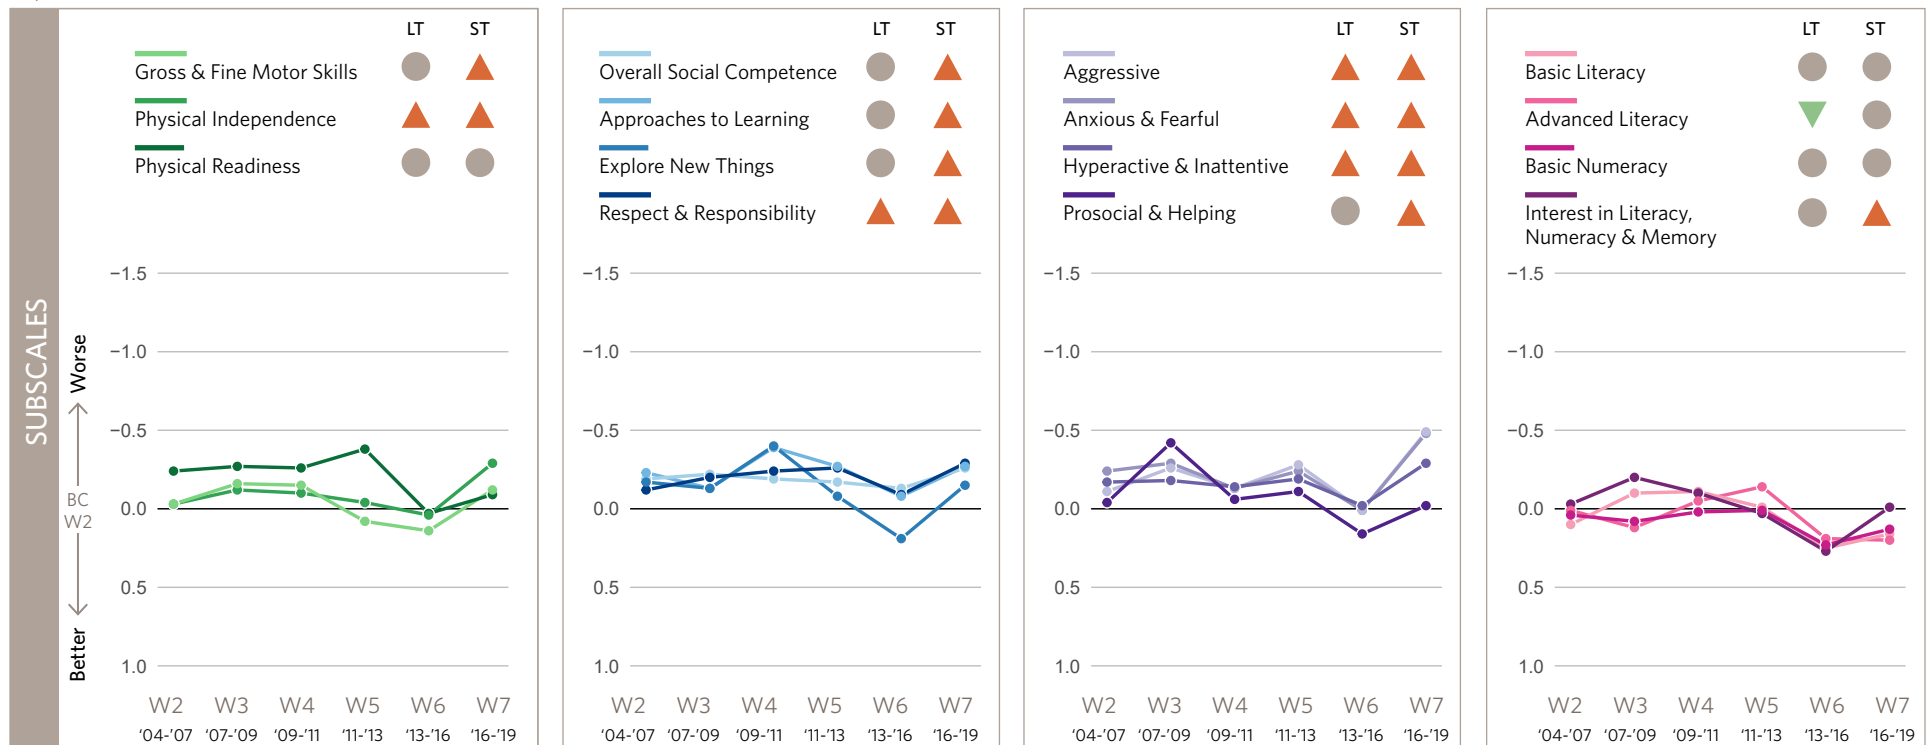 SUBSCALES
Worse
BC
W2
Better
LT ST
Gross & Fine Motor Skills
Physical Independence
Physical Readiness
−1.5
−1.0
−0.5
0.0
0.5
1.0
W2 W3 W4 W5 W6 W7
‘04-’07 ‘07-’09 ‘09-’11 ‘11-’13 ‘13-’16 ‘16-’19
LT ST
Overall Social Competence
Approaches to Learning
Explore New Things
Respect & Responsibility
−1.5
−1.0
−0.5
0.0
0.5
1.0
W2 W3 W4 W5 W6 W7
‘04-’07 ‘07-’09 ‘09-’11 ‘11-’13 ‘13-’16 ‘16-’19
LT ST
Aggressive
Anxious & Fearful
Hyperactive & Inattentive
Prosocial & Helping
−1.5
−1.0
−0.5
0.0
0.5
1.0
W2 W3 W4 W5 W6 W7
‘04-’07 ‘07-’09 ‘09-’11 ‘11-’13 ‘13-’16 ‘16-’19
LT ST
Basic Literacy
Advanced Literacy
Basic Numeracy
Interest in Literacy,
Numeracy & Memory
−1.5
−1.0
−0.5
0.0
0.5
1.0
W2 W3 W4 W5 W6 W7
‘04-’07 ‘07-’09 ‘09-’11 ‘11-’13 ‘13-’16 ‘16-’19